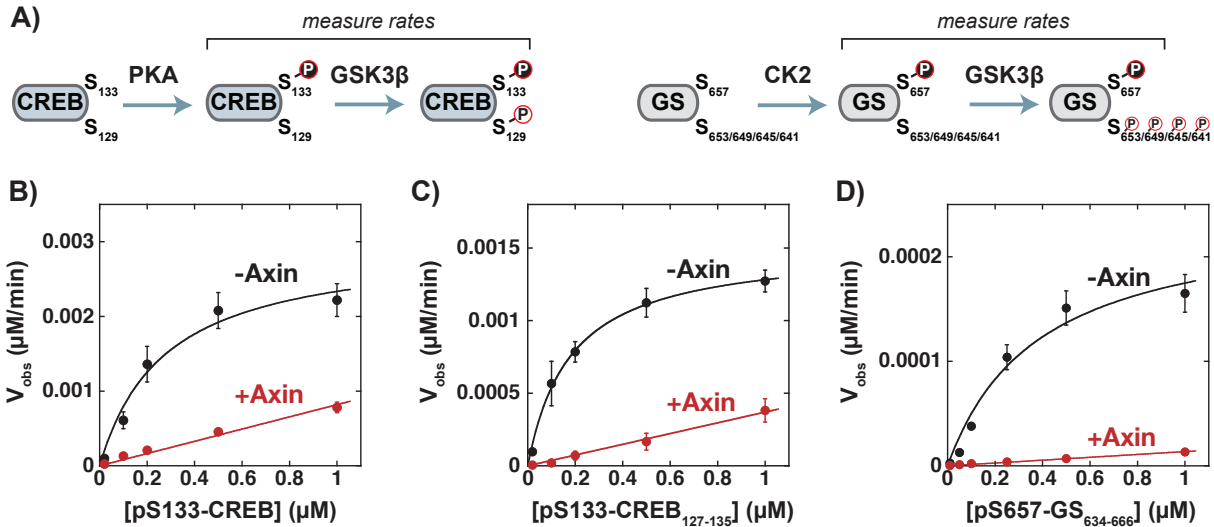 A)
measure rates
measure rates
CREB
S133
S129
PKA
CREB
S133
P
S129
GSK3β
CREB
S133
P
S129
P
GS
S657
S653/649/645/641
CK2
GS
S657
P
S653/649/645/641
GSK3β
GS
S657
P
S653/649/645/641
P P P P
B)
Vobs (µM/min)
0.003
0.002
0.001
0
-Axin
+Axin
0 0.2 0.4 0.6 0.8 1
[pS133-CREB] (µM)
C)
Vobs (µM/min)
0.0015
0.001
0.0005
0
-Axin
+Axin
0 0.2 0.4 0.6 0.8 1
[pS133-CREB127-135] (µM)
D)
Vobs (µM/min)
0.0002
0.0001
0
-Axin
+Axin
0 0.2 0.4 0.6 0.8 1
[pS657-GS634-666] (µM)